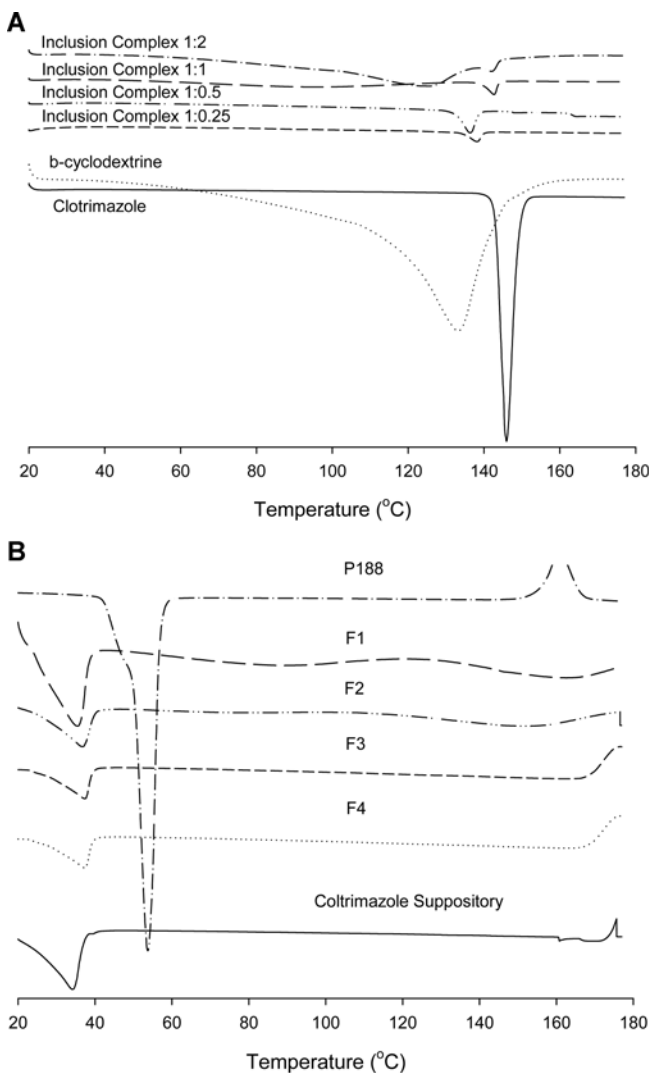 A
Inclusion Complex 1:2
Inclusion Complex 1:1
Inclusion Complex 1:0.5
Inclusion Complex 1:0.25
b-cyclodextrine
Clotrimazole
20 40 60 80 100 120 140 160 180
Temperature (°C)
B
P188
F1
F2
F3
F4
Coltrimazole Suppository
20 40 60 80 100 120 140 160 180
Temperature (°C)